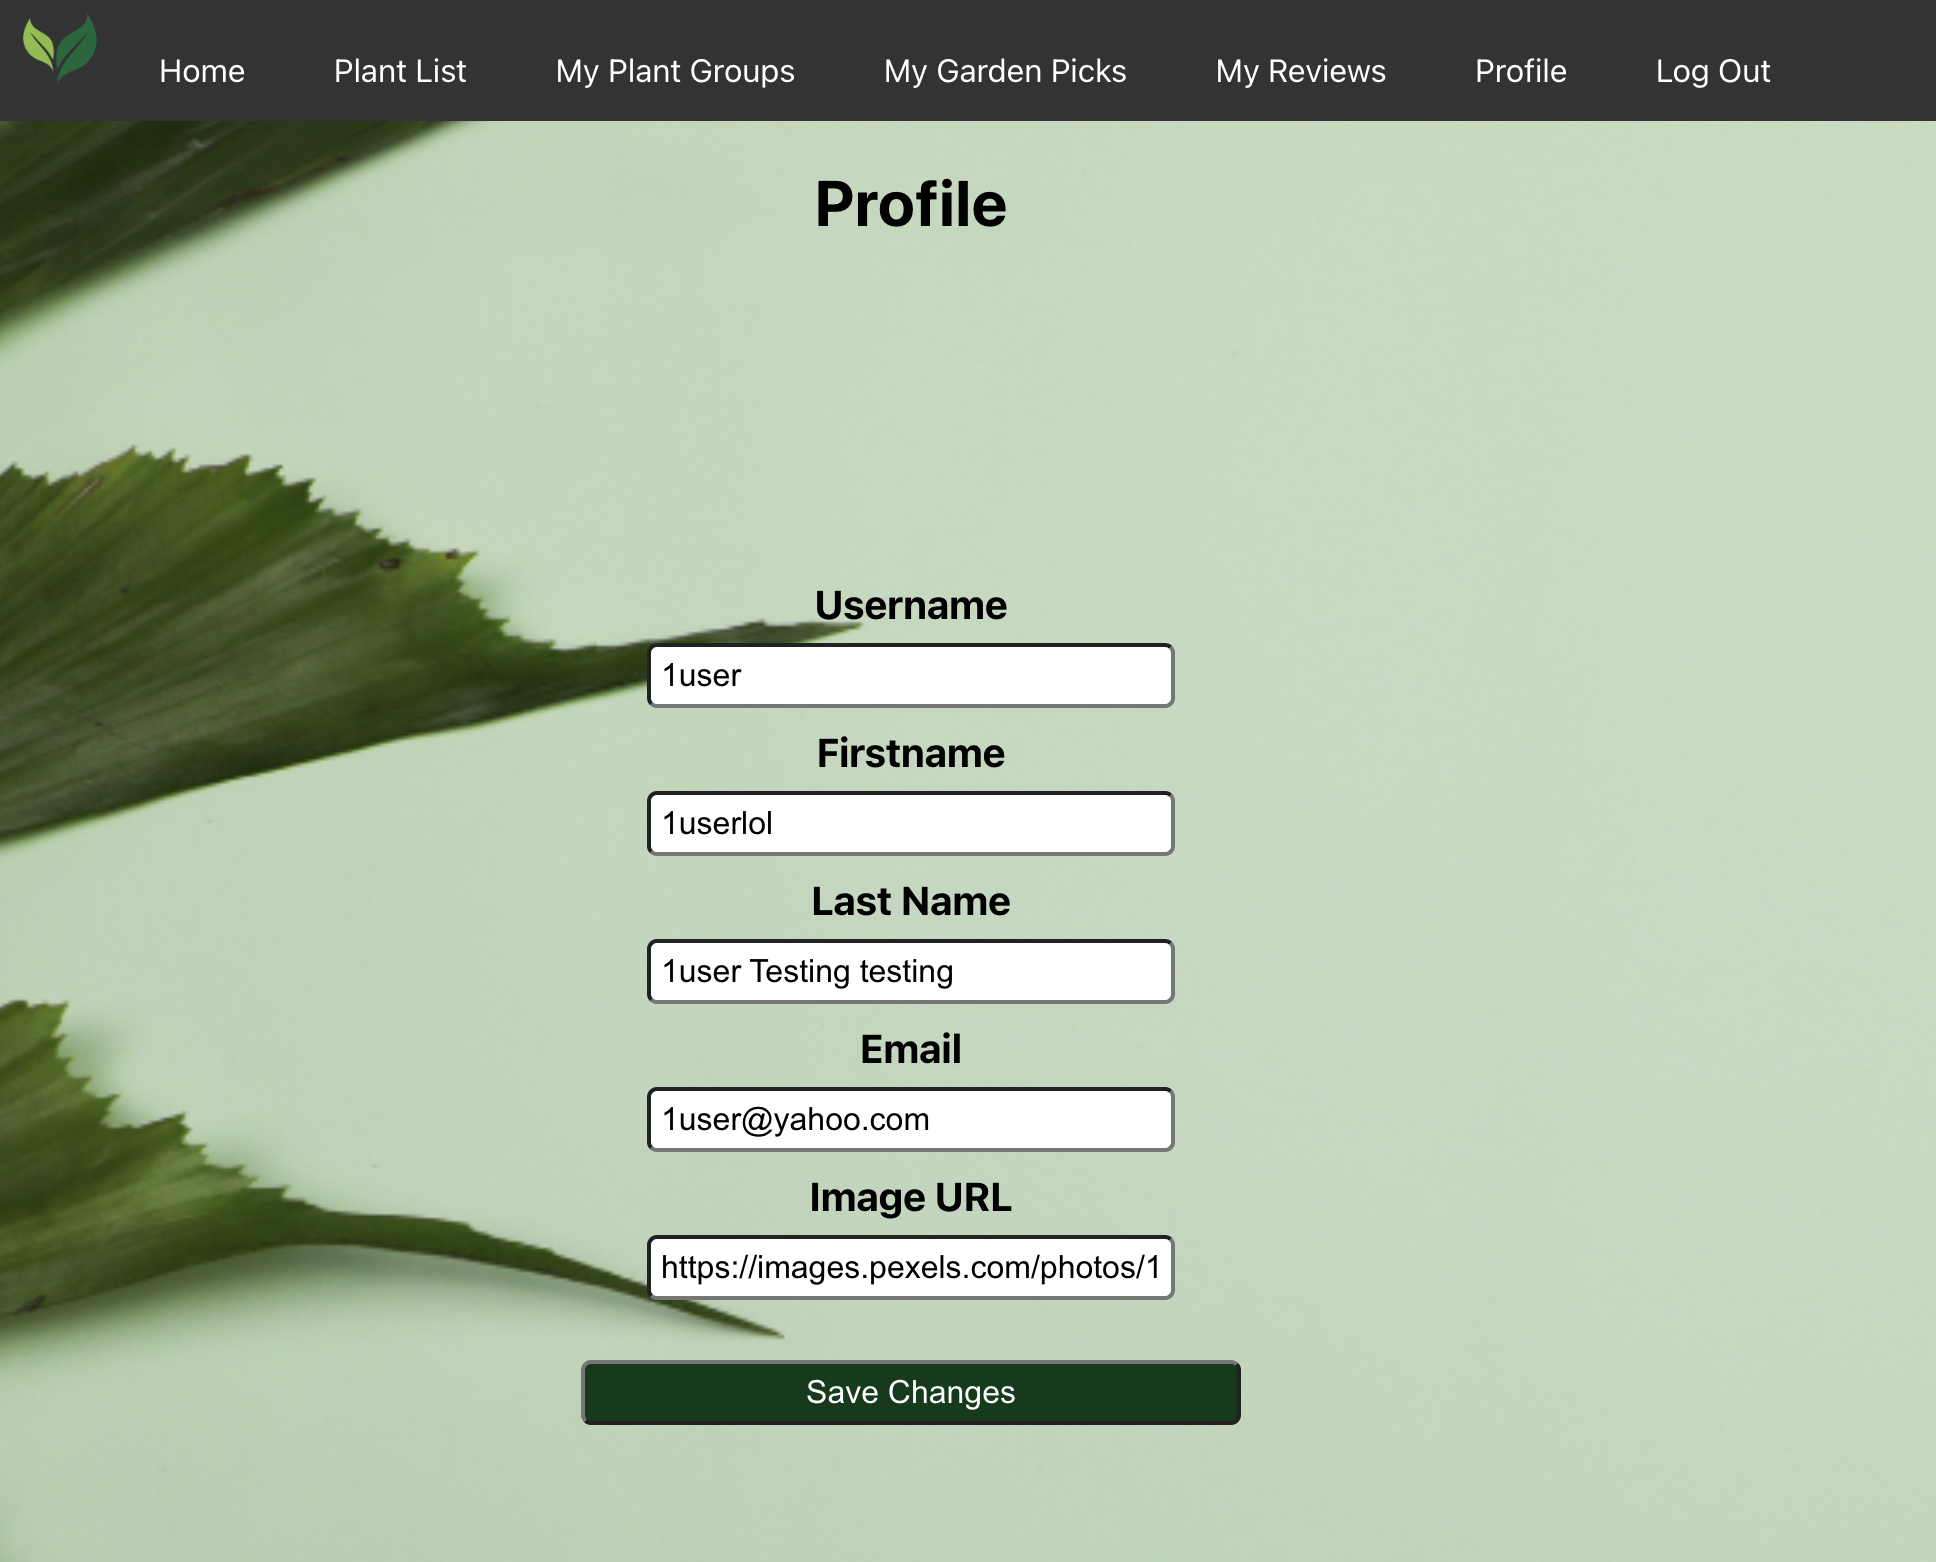 Home Plant List My Plant Groups My Garden Picks My Reviews Profile Log Out
Profile
Username
1user
Firstname
1userlol
Last Name
1user Testing testing
Email
1user@yahoo.com
Image URL
https://images.pexels.com/photos/1
Save Changes